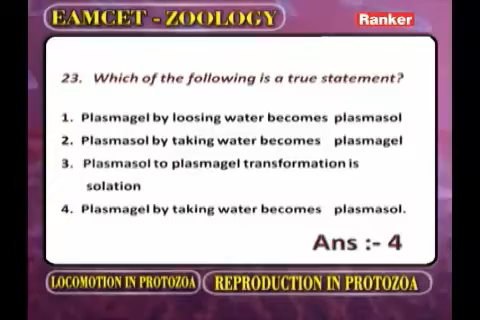 EAMCET - ZOOLOGY
Ranker
23. Which of the following is a true statement?
1. Plasmagel by loosing water becomes plasmasol
2. Plasmasol by taking water becomes plasmagel
3. Plasmasol to plasmagel transformation is
solation
4. Plasmagel by taking water becomes plasmasol.
Ans :- 4
LOCOMOTION IN PROTOZOA
REPRODUCTION IN PROTOZOA